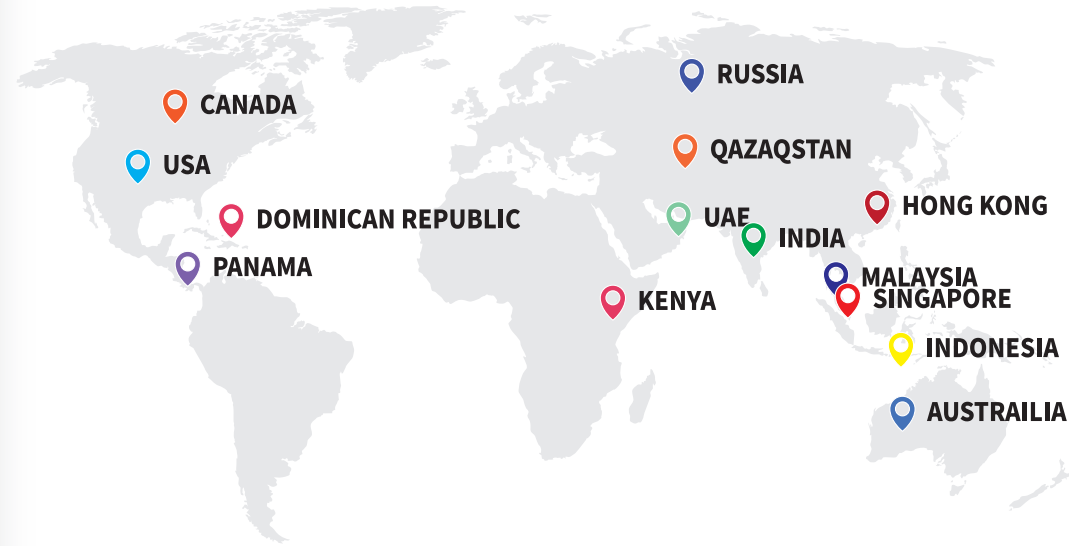 RUSSIA
CANADA
QAZAQSTAN
USA
HONG KONG
UAE
DOMINICAN REPUBLIC
INDIA
PANAMA
MALAYSIA
SINGAPORE
KENYA
INDONESIA
AUSTRAILIA